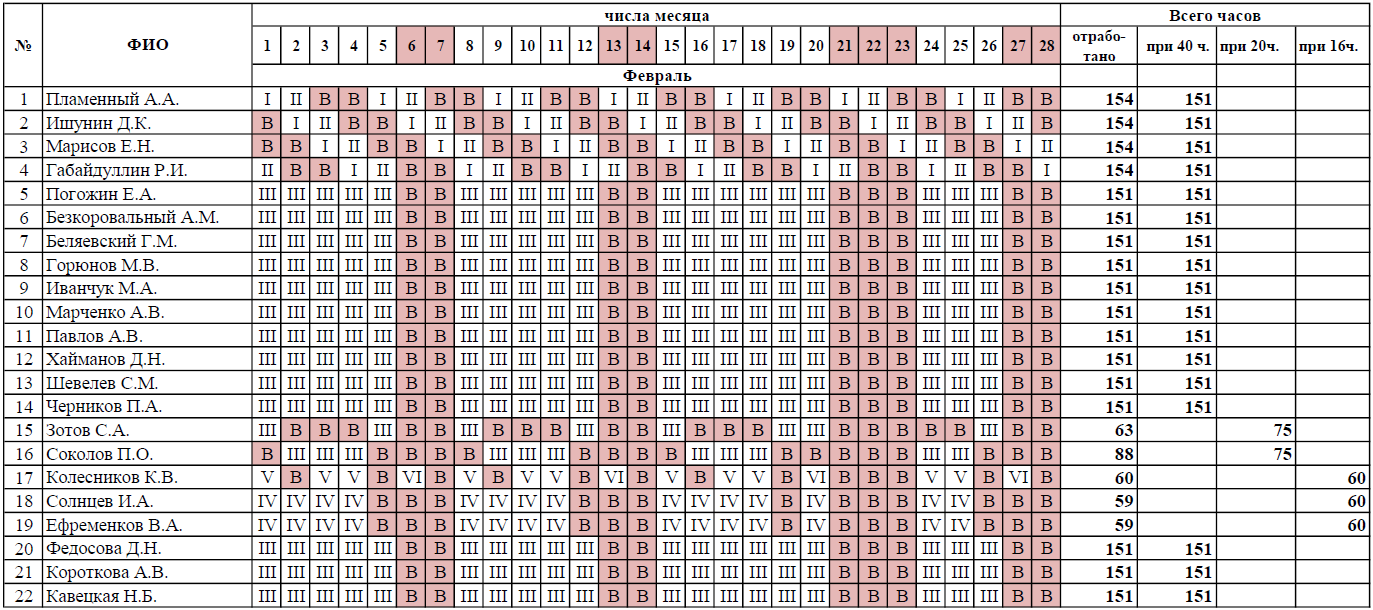 № ФИО числа месяца Всего часов
1 2 3 4 5 6 7 8 9 10 11 12 13 14 15 16 17 18 19 20 21 22 23 24 25 26 27 28 отрабо-тано при 40 ч. при 20ч. при 16ч.
Февраль
1 Пламенный А.А. I II В В I II В В I II В В I II В В I II В В I II В В I II В В 154 151
2 Ишунин Д.К. В I II В В I II В В I II В В I II В В I II В В I II В В I II В 154 151
3 Марисов Е.Н. В В I II В В I II В В I II В В I II В В I II В В I II В В I II 154 151
4 Габайдуллин Р.И. II В В I II В В I II В В I II В В I II В В I II В В I II В В I 154 151
5 Погожин Е.А. III III III III III В В III III III III III В В III III III III III III В В В III III III В В 151 151
6 Безкоровальный А.М. III III III III III В В III III III III III В В III III III III III III В В В III III III В В 151 151
7 Беляевский Г.М. III III III III III В В III III III III III В В III III III III III III В В В III III III В В 151 151
8 Горюнов М.В. III III III III III В В III III III III III В В III III III III III III В В В III III III В В 151 151
9 Иванчук М.А. III III III III III В В III III III III III В В III III III III III III В В В III III III В В 151 151
10 Марченко А.В. III III III III III В В III III III III III В В III III III III III III В В В III III III В В 151 151
11 Павлов А.В. III III III III III В В III III III III III В В III III III III III III В В В III III III В В 151 151
12 Хайманов Д.Н. III III III III III В В III III III III III В В III III III III III III В В В III III III В В 151 151
13 Шевелев С.М. III III III III III В В III III III III III В В III III III III III III В В В III III III В В 151 151
14 Черников П.А. III III III III III В В III III III III III В В III III III III III III В В В III III III В В 151 151
15 Зотов С.А. III В В В III В В III В В В III В В III В В В III III В В В В В III В В 63 75
16 Соколов П.О. В III III III В В В В III III III В В В В III III III В В В В В III III В В В 88 75
17 Колесников К.В. V В V V В VI В V В V V В VI В V В V V В VI В В В V V В VI В 60 60
18 Солнцев И.А. IV IV IV IV В В В IV IV IV IV В В В IV IV IV IV В IV В В В IV IV В В В 59 60
19 Ефременков В.А. IV IV IV IV В В В IV IV IV IV В В В IV IV IV IV В IV В В В IV IV В В В 59 60
20 Федосова Д.Н. III III III III III В В III III III III III В В III III III III III III В В В III III III В В 151 151
21 Короткова А.В. III III III III III В В III III III III III В В III III III III III III В В В III III III В В 151 151
22 Кавецкая Н.Б. III III III III III В В III III III III III В В III III III III III III В В В III III III В В 151 151